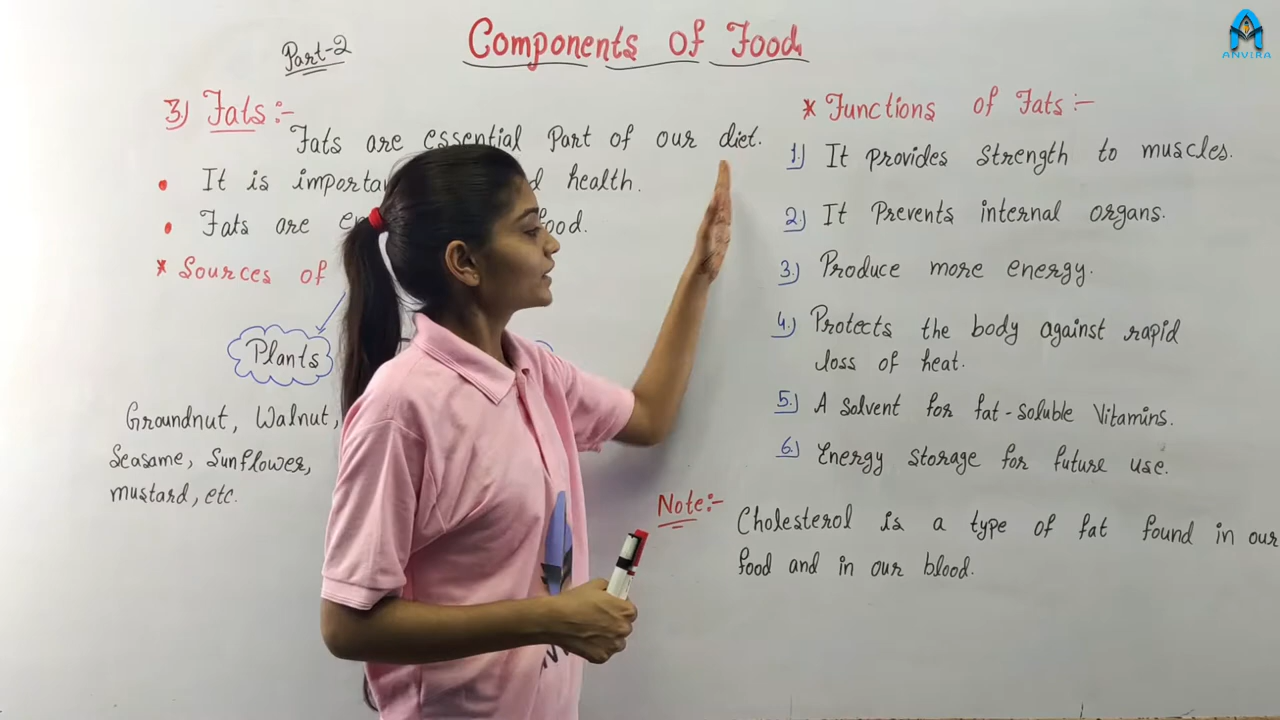 Part-2
Components of Food
3) Fats:-
Fats are essential Part of our diet.
• It is health.
• Fats are
* Sources of
Plants
Groundnut, Walnut,
Seasame, Sunflower,
mustard, etc.
* Functions of Fats:-
1) It Provides Strength to muscles.
2.) It Prevents internal organs.
3.) Produce more energy.
4.) Protects the body against rapid
loss of heat.
5.) A Solvent for fat-soluble Vitamins.
6.) Energy storage for future use.
Note:-
Cholesterol is a type of fat found in our
food and in our blood.
ANVIRA